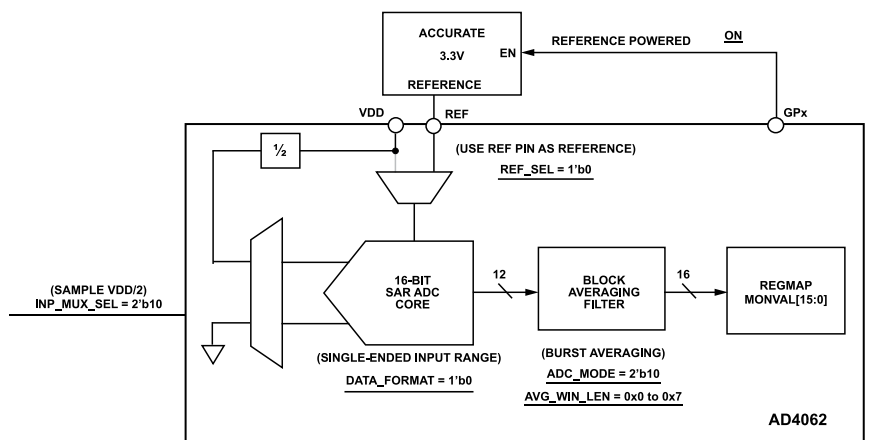 ACCURATE
3.3V
EN
REFERENCE
REFERENCE POWERED ON
VDD
REF
GPx
½
(USE REF PIN AS REFERENCE)
REF_SEL = 1'b0
(SAMPLE VDD/2)
INP_MUX_SEL = 2'b10
16-BIT
SAR ADC
CORE
12
BLOCK
AVERAGING
FILTER
16
REGMAP
MONVAL[15:0]
(SINGLE-ENDED INPUT RANGE)
DATA_FORMAT = 1'b0
(BURST AVERAGING)
ADC_MODE = 2'b10
AVG_WIN_LEN = 0x0 to 0x7
AD4062